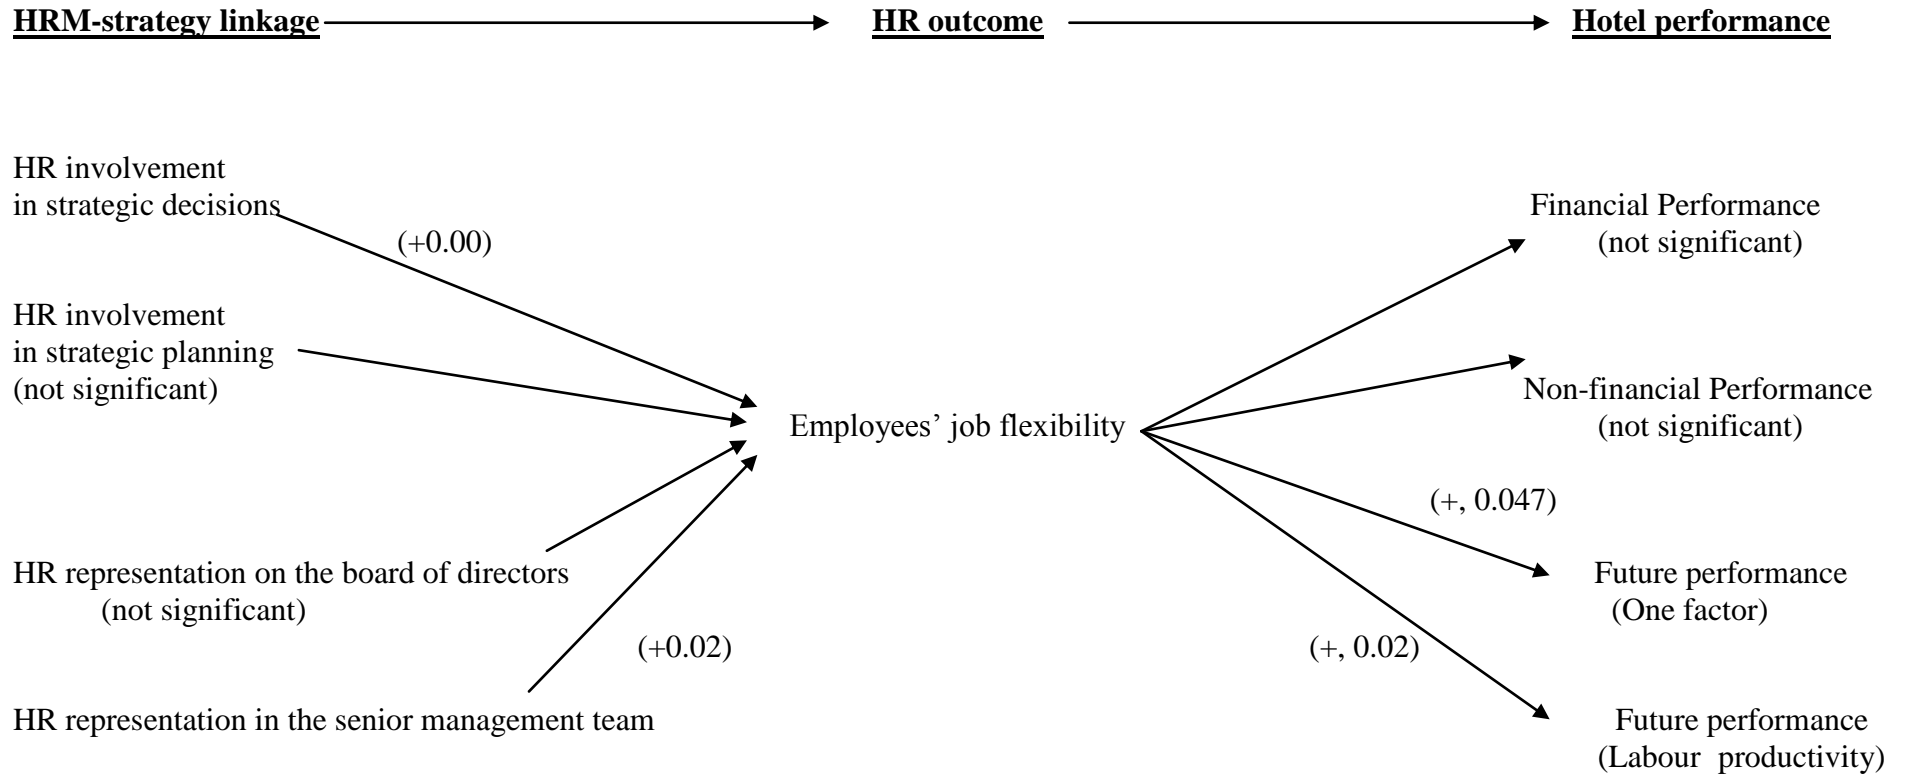 HRM-strategy linkage HR outcome Hotel performance
HR involvement
in strategic decisions
(+0.00)
HR involvement
in strategic planning
(not significant)
HR representation on the board of directors
(not significant)
(+0.02)
HR representation in the senior management team
Employees’ job flexibility
Financial Performance
(not significant)
Non-financial Performance
(not significant)
(+, 0.047)
Future performance
(One factor)
(+, 0.02)
Future performance
(Labour productivity)